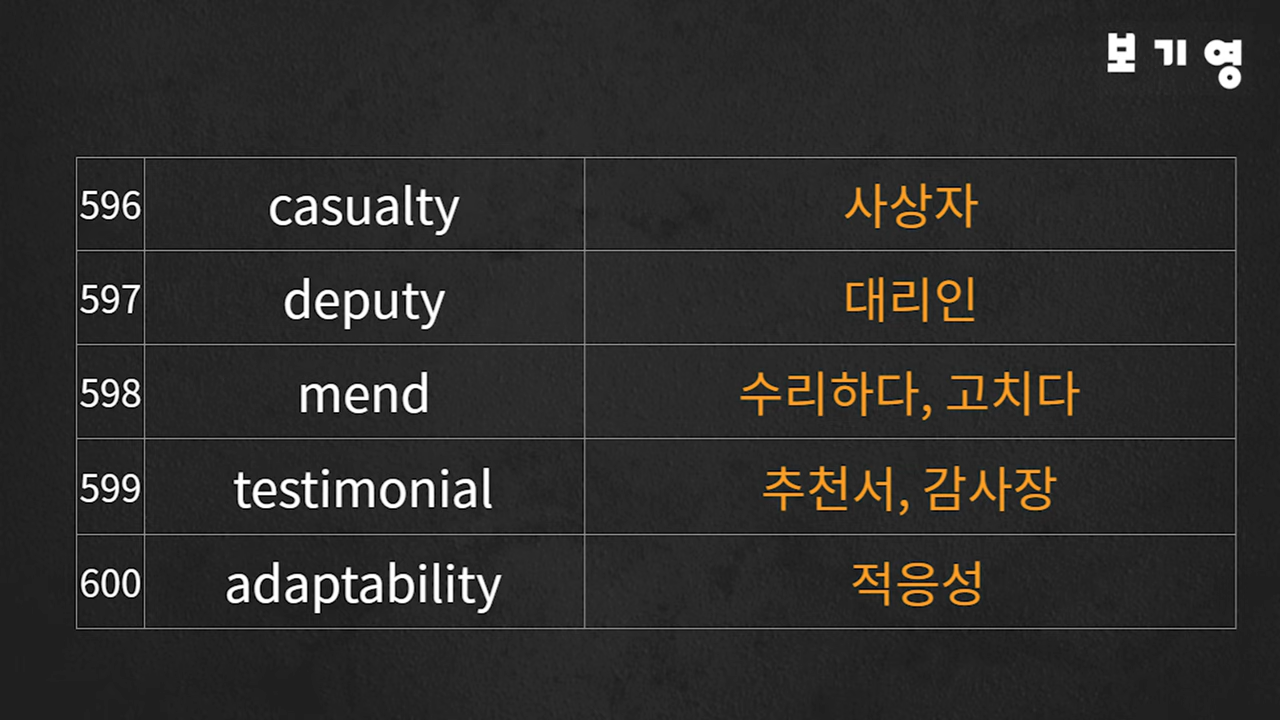 보기영
596 casualty 사상자
597 deputy 대리인
598 mend 수리하다, 고치다
599 testimonial 추천서, 감사장
600 adaptability 적응성